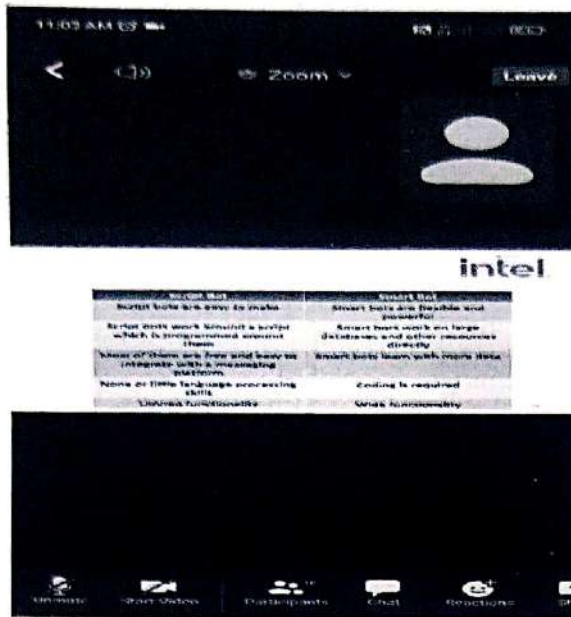 11:03 AM
Zoom
Leave
intel
Script Bot Smart Bot
Script bots are easy to make Smart bots are flexible and powerful
Script bots work around a script which is programmed around them Smart bots work on large databases and other resources directly
Most of them are free and easy to integrate with a messaging platform Smart bots learn with more data
None or little language processing skills Coding is required
Limited functionality Wide functionality
Unmute Start Video Participants Chat Reactions